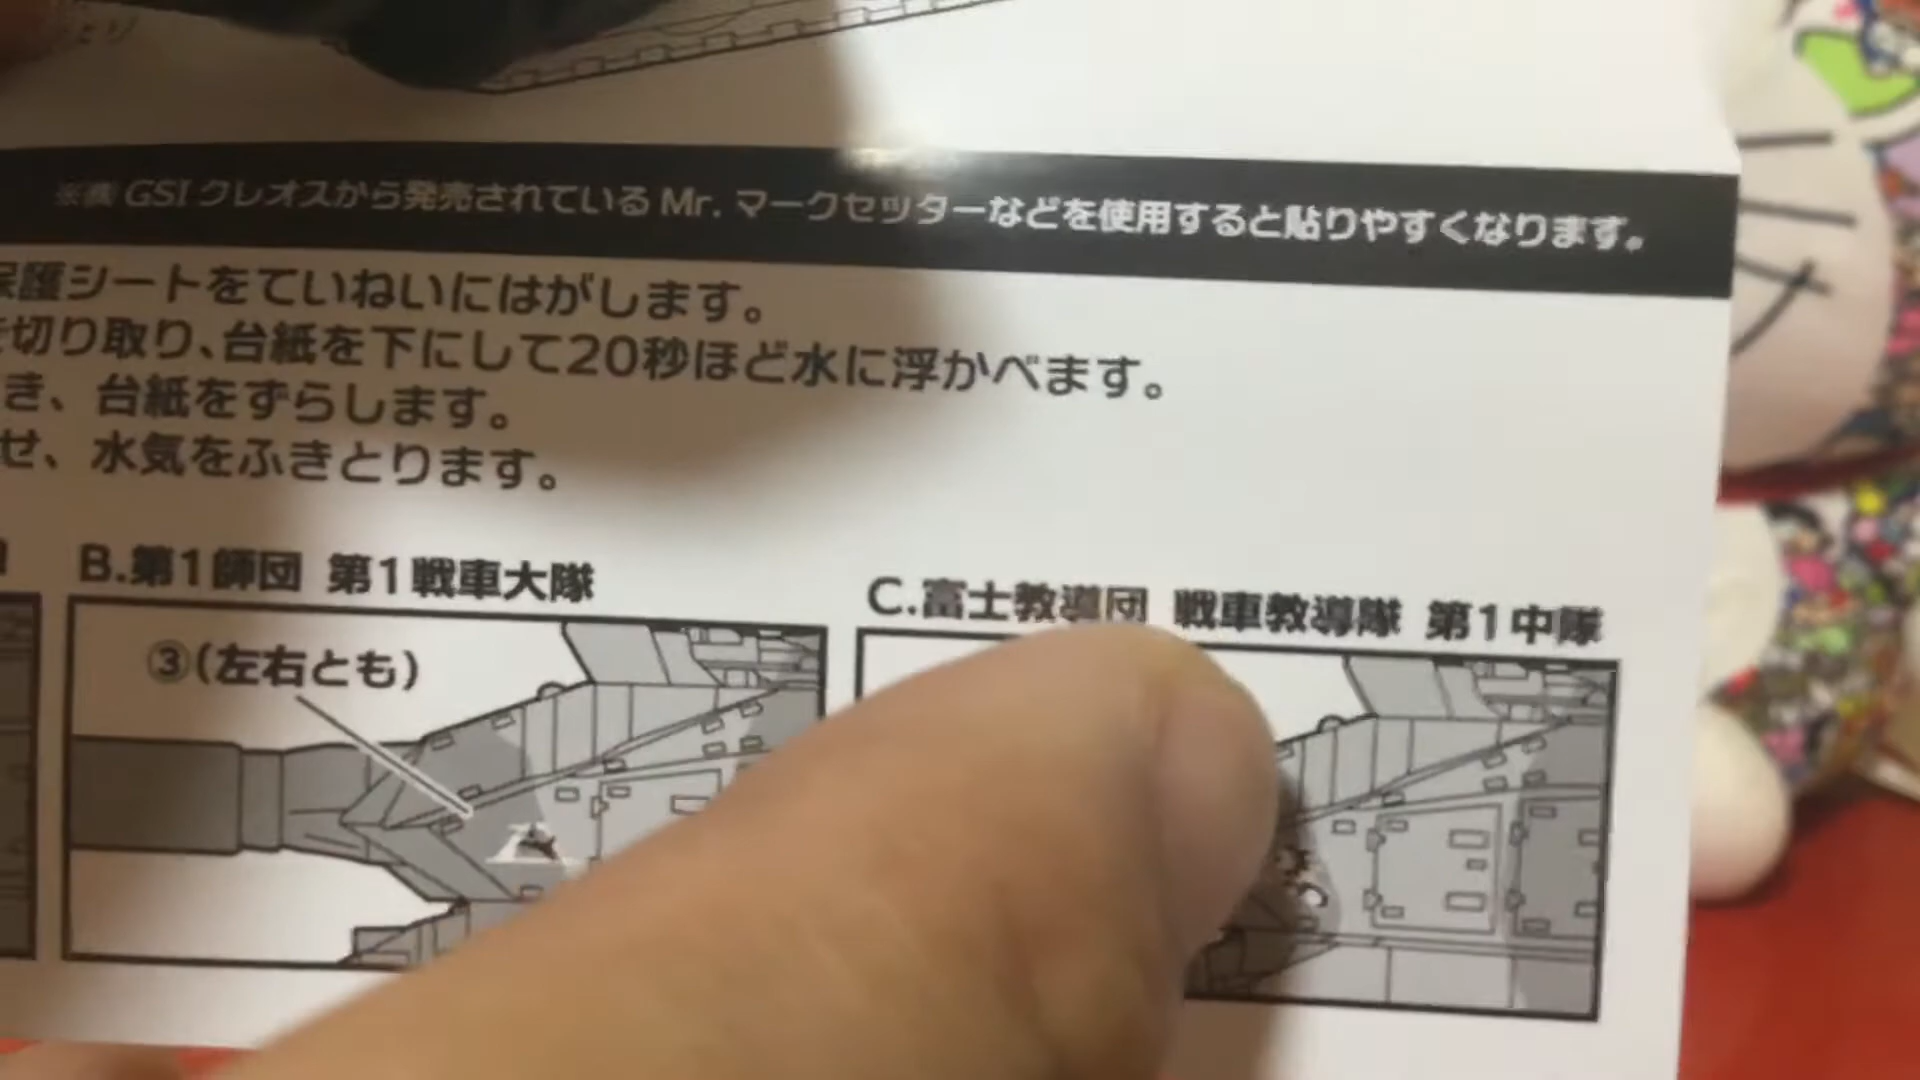 ※㈱GSIクレオスから発売されているMr.マークセッターなどを使用すると貼りやすくなります。
保護シートをていねいにはがします。
を切り取り、台紙を下にして20秒ほど水に浮かべます。
き、台紙をずらします。
せ、水気をふきとります。
B.第1師団 第1戦車大隊
C.富士教導団 戦車教導隊 第1中隊
③(左右とも)